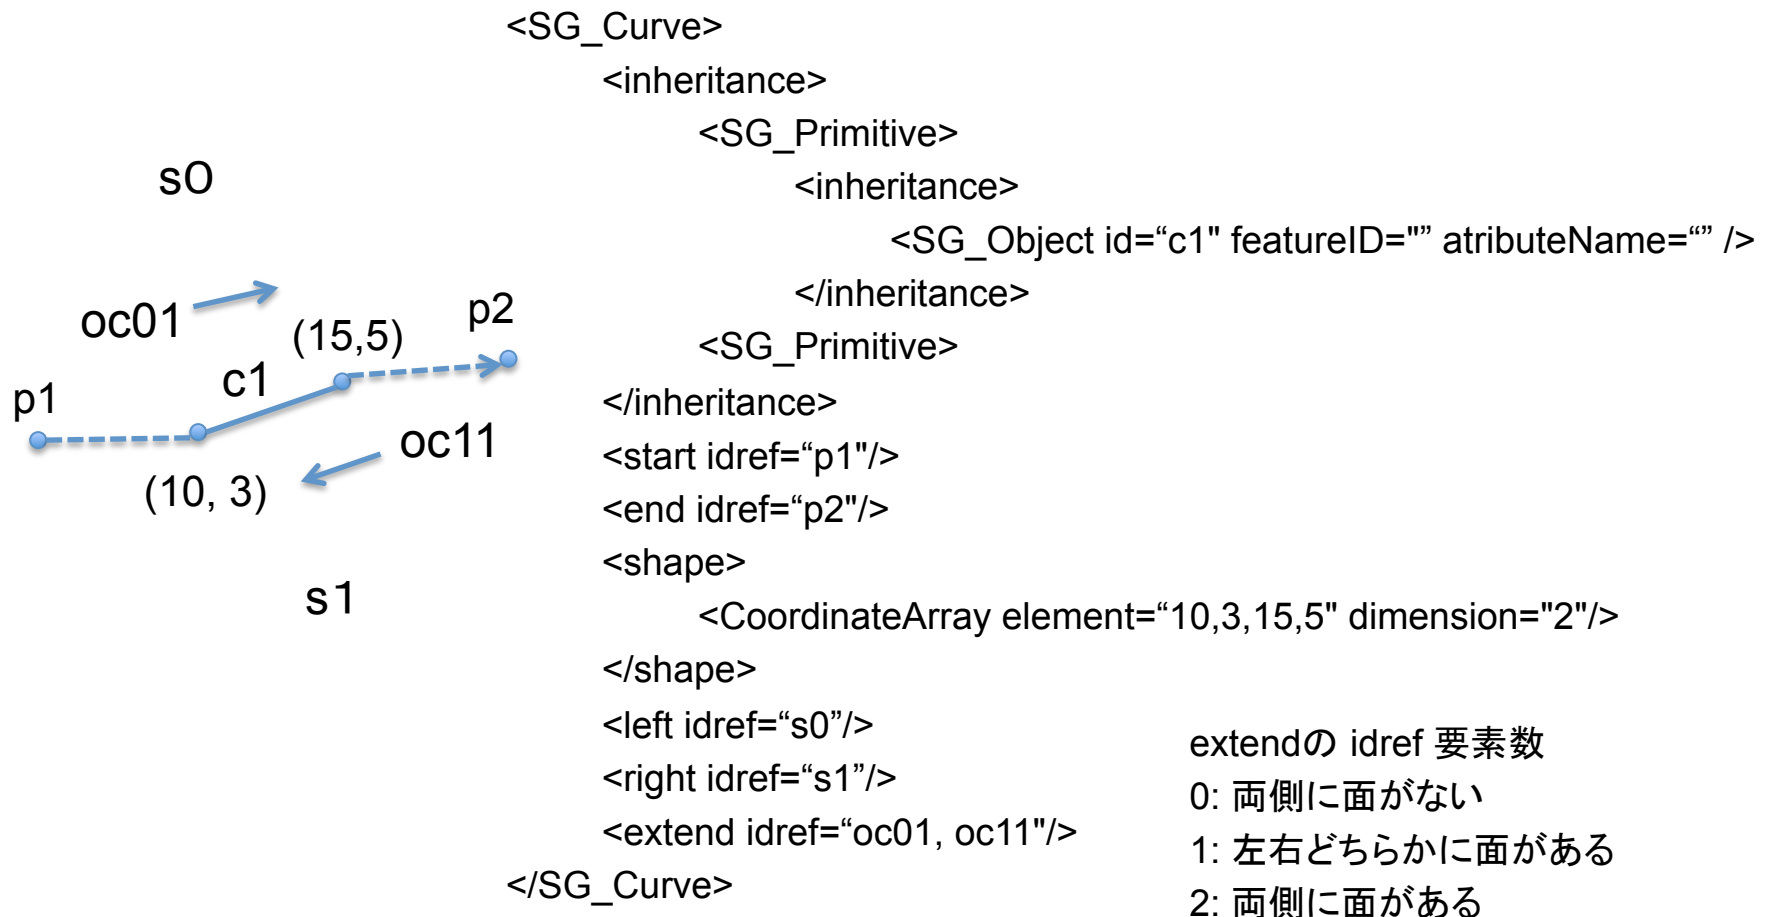 s0
oc01
(15,5)
p2
c1
p1
oc11
(10, 3)
s1
<SG_Curve>
<inheritance>
<SG_Primitive>
<inheritance>
<SG_Object id=“c1" featureID="” atributeName=“” />
</inheritance>
<SG_Primitive>
</inheritance>
<start idref=“p1"/>
<end idref=“p2"/>
<shape>
<CoordinateArray element=“10,3,15,5" dimension="2"/>
</shape>
<left idref=“s0”/>
<right idref=“s1”/>
<extend idref=“oc01, oc11"/>
</SG_Curve>
extendの idref 要素数
0: 両側に面がない
1: 左右どちらかに面がある
2: 両側に面がある